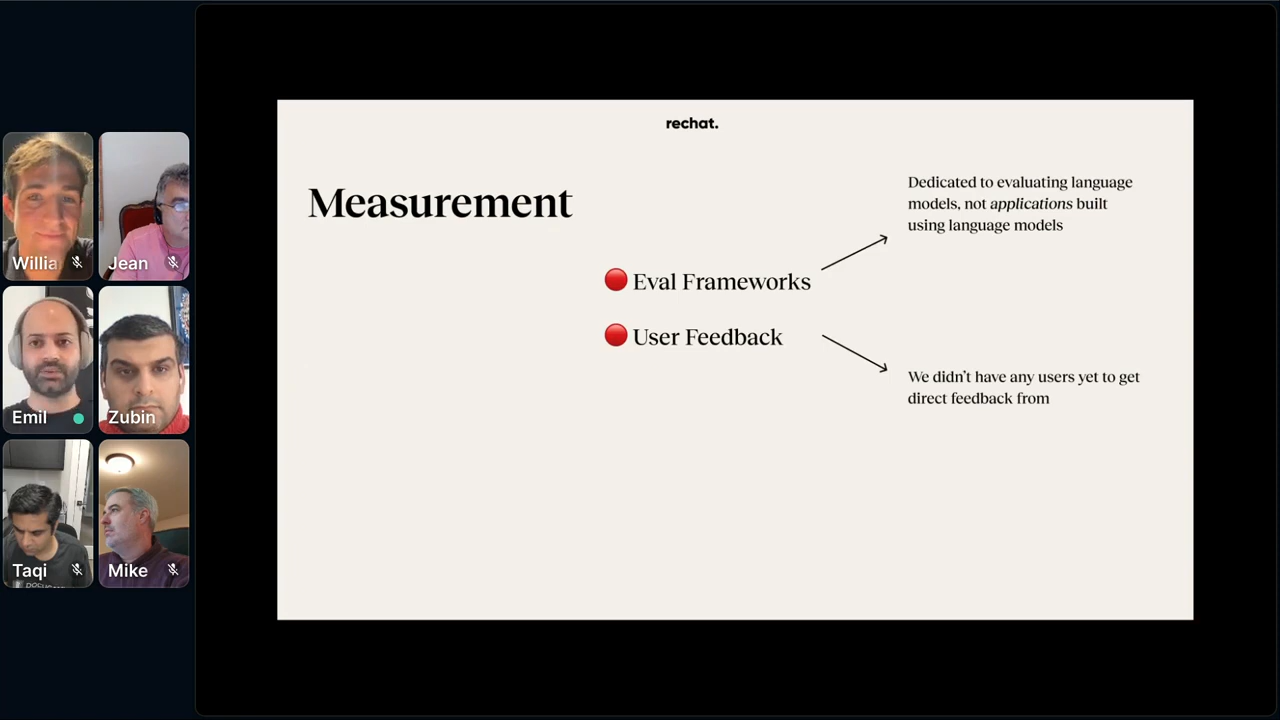 rechat.
Measurement
Dedicated to evaluating language
models, not applications built
using language models
Eval Frameworks
User Feedback
We didn't have any users yet to get
direct feedback from
Willia
Jean
Emil
Zubin
Taqi
Mike